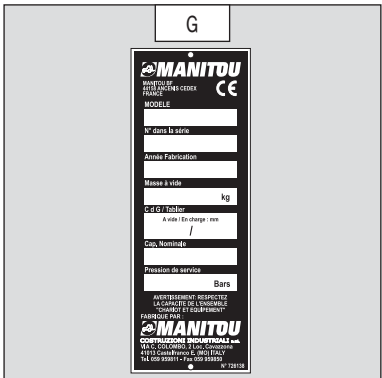 G
MANITOU
MANITOU BF
44150 ANCENIS CEDEX
FRANCE
CE
MODELE
N° dans la série
Année Fabrication
Masse à vide
kg
C d G / Tablier
A vide / En charge : mm
/
Cap, Nominale
Pression de service
Bars
AVERTISSEMENT: RESPECTEZ
LA CAPACITE DE L'ENSEMBLE
"CHARIOT ET EQUIPEMENT"
FABRIQUE PAR :
MANITOU
COSTRUZIONI INDUSTRIALI s.r.l.
VIA C, COLOMBO, 2 Loc, Cavazzona
41013 Castelfranco E. (MO) ITALY
Tel, 059 959811 - Fax 059 959850
N° 726138